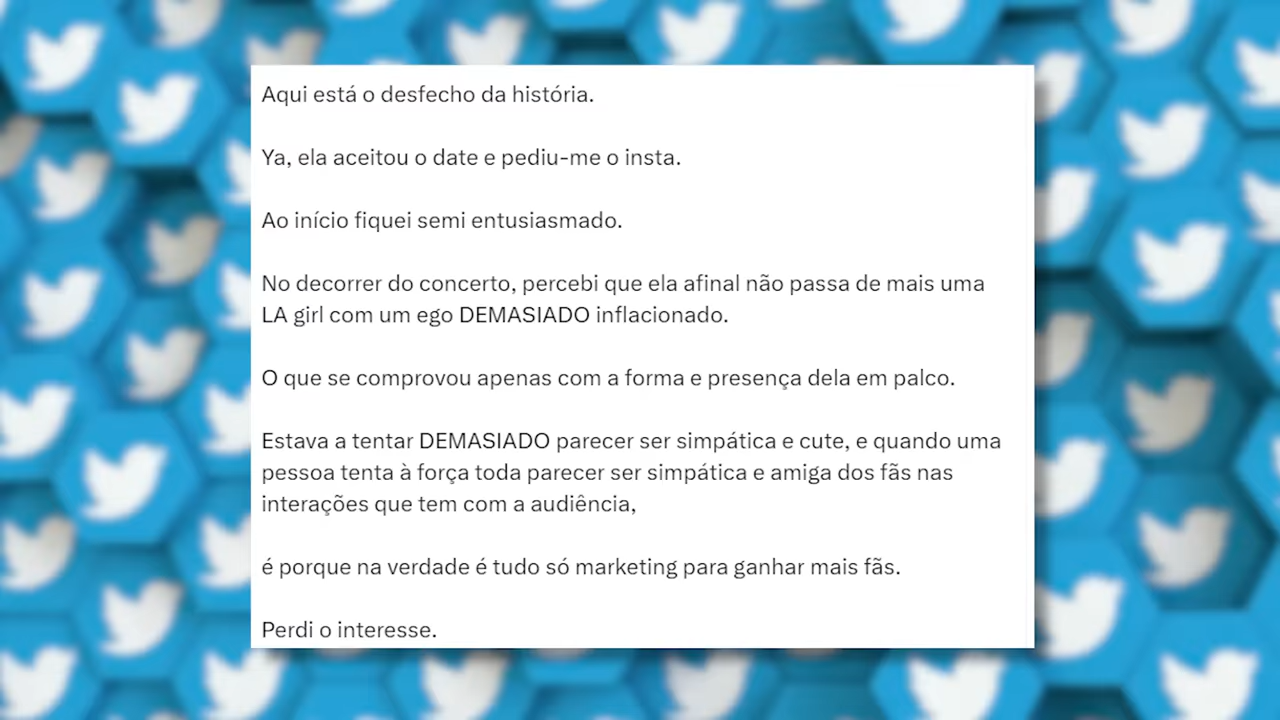 Aqui está o desfecho da história.
Ya, ela aceitou o date e pediu-me o insta.
Ao início fiquei semi entusiasmado.
No decorrer do concerto, percebi que ela afinal não passa de mais uma
LA girl com um ego DEMASIADO inflacionado.
O que se comprovou apenas com a forma e presença dela em palco.
Estava a tentar DEMASIADO parecer ser simpática e cute, e quando uma
pessoa tenta à força toda parecer ser simpática e amiga dos fãs nas
interações que tem com a audiência,
é porque na verdade é tudo só marketing para ganhar mais fãs.
Perdi o interesse.